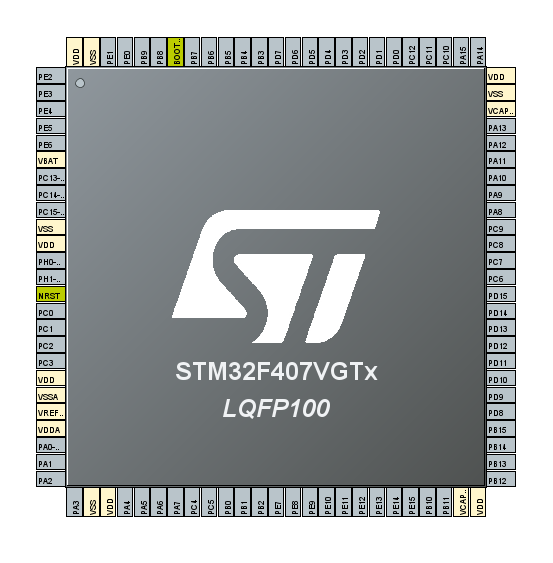 VDD
VSS
PE1
PE0
PB9
PB8
BOOT..
PB7
PB6
PB5
PB4
PB3
PD7
PD6
PD5
PD4
PD3
PD2
PD1
PD0
PC12
PC11
PC10
PA15
PA14
PE2
PE3
PE4
PE5
PE6
VBAT
PC13-..
PC14-..
PC15-..
VSS
VDD
PH0-..
PH1-..
NRST
PC0
PC1
PC2
PC3
VDD
VSSA
VREF..
VDDA
PA0-..
PA1
PA2
STM32F407VGTx
LQFP100
VDD
VSS
VCAP..
PA13
PA12
PA11
PA10
PA9
PA8
PC9
PC8
PC7
PC6
PD15
PD14
PD13
PD12
PD11
PD10
PD9
PD8
PB15
PB14
PB13
PB12
PA3
VSS
VDD
PA4
PA5
PA6
PA7
PC4
PC5
PB0
PB1
PB2
PE7
PE8
PE9
PE10
PE11
PE12
PE13
PE14
PE15
PB10
PB11
VCAP..
VDD